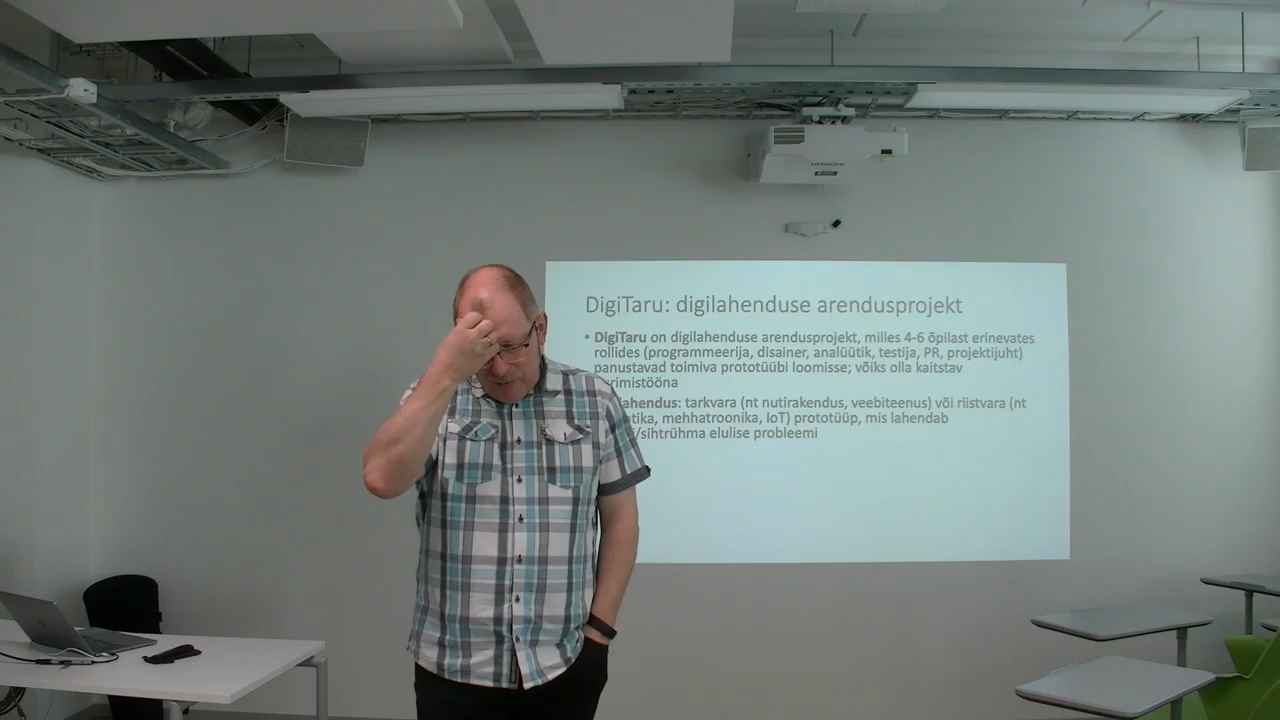 HITACHI
DigiTaru: digilahenduse arendusprojekt
• DigiTaru on digilahenduse arendusprojekt, milles 4-6 õpilast erinevates
rollides (programmeerija, disainer, analüütik, testija, PR, projektijuht)
panustavad toimiva prototüübi loomisse; võiks olla kaitstav
rimistööna
lahendus: tarkvara (nt nutirakendus, veebiteenus) või riistvara (nt
tika, mehhatroonika, IoT) prototüüp, mis lahendab
/sihtrühma elulise probleemi